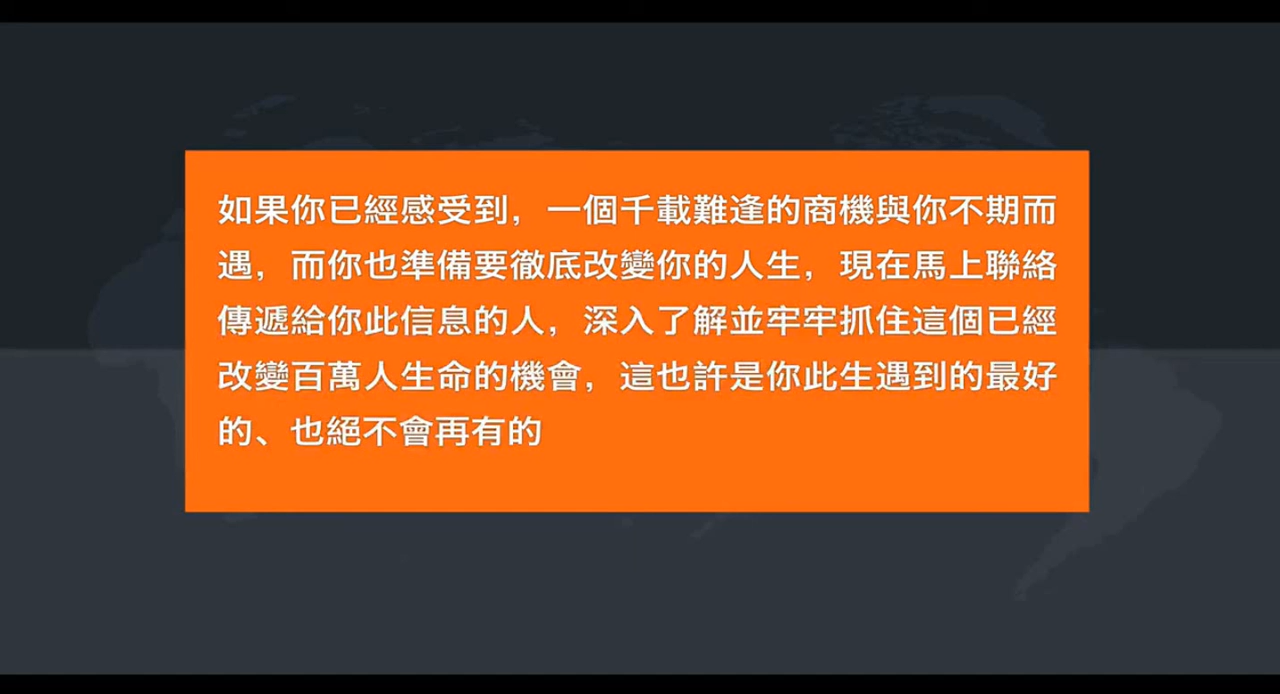 如果你已經感受到，一個千載難逢的商機與你不期而
遇，而你也準備要徹底改變你的人生，現在馬上聯絡
傳遞給你此信息的人，深入了解並牢牢抓住這個已經
改變百萬人生命的機會，這也許是你此生遇到的最好
的、也絕不會再有的